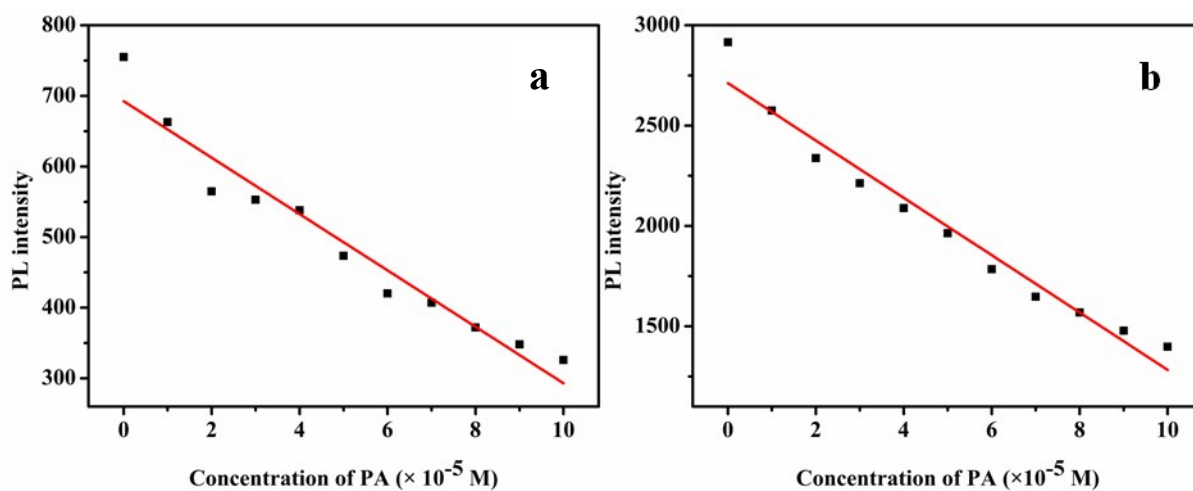 a
PL intensity
800
700
600
500
400
300
0 2 4 6 8 10
Concentration of PA (× 10⁻⁵ M)
b
PL intensity
3000
2500
2000
1500
0 2 4 6 8 10
Concentration of PA (×10⁻⁵ M)